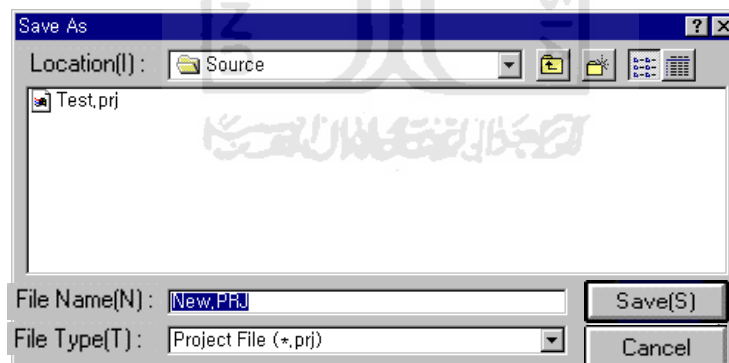 Save As
Location(I) : Source
Test.prj
File Name(N) : New.PRJ
Save(S)
File Type(T) : Project File (*.prj)
Cancel